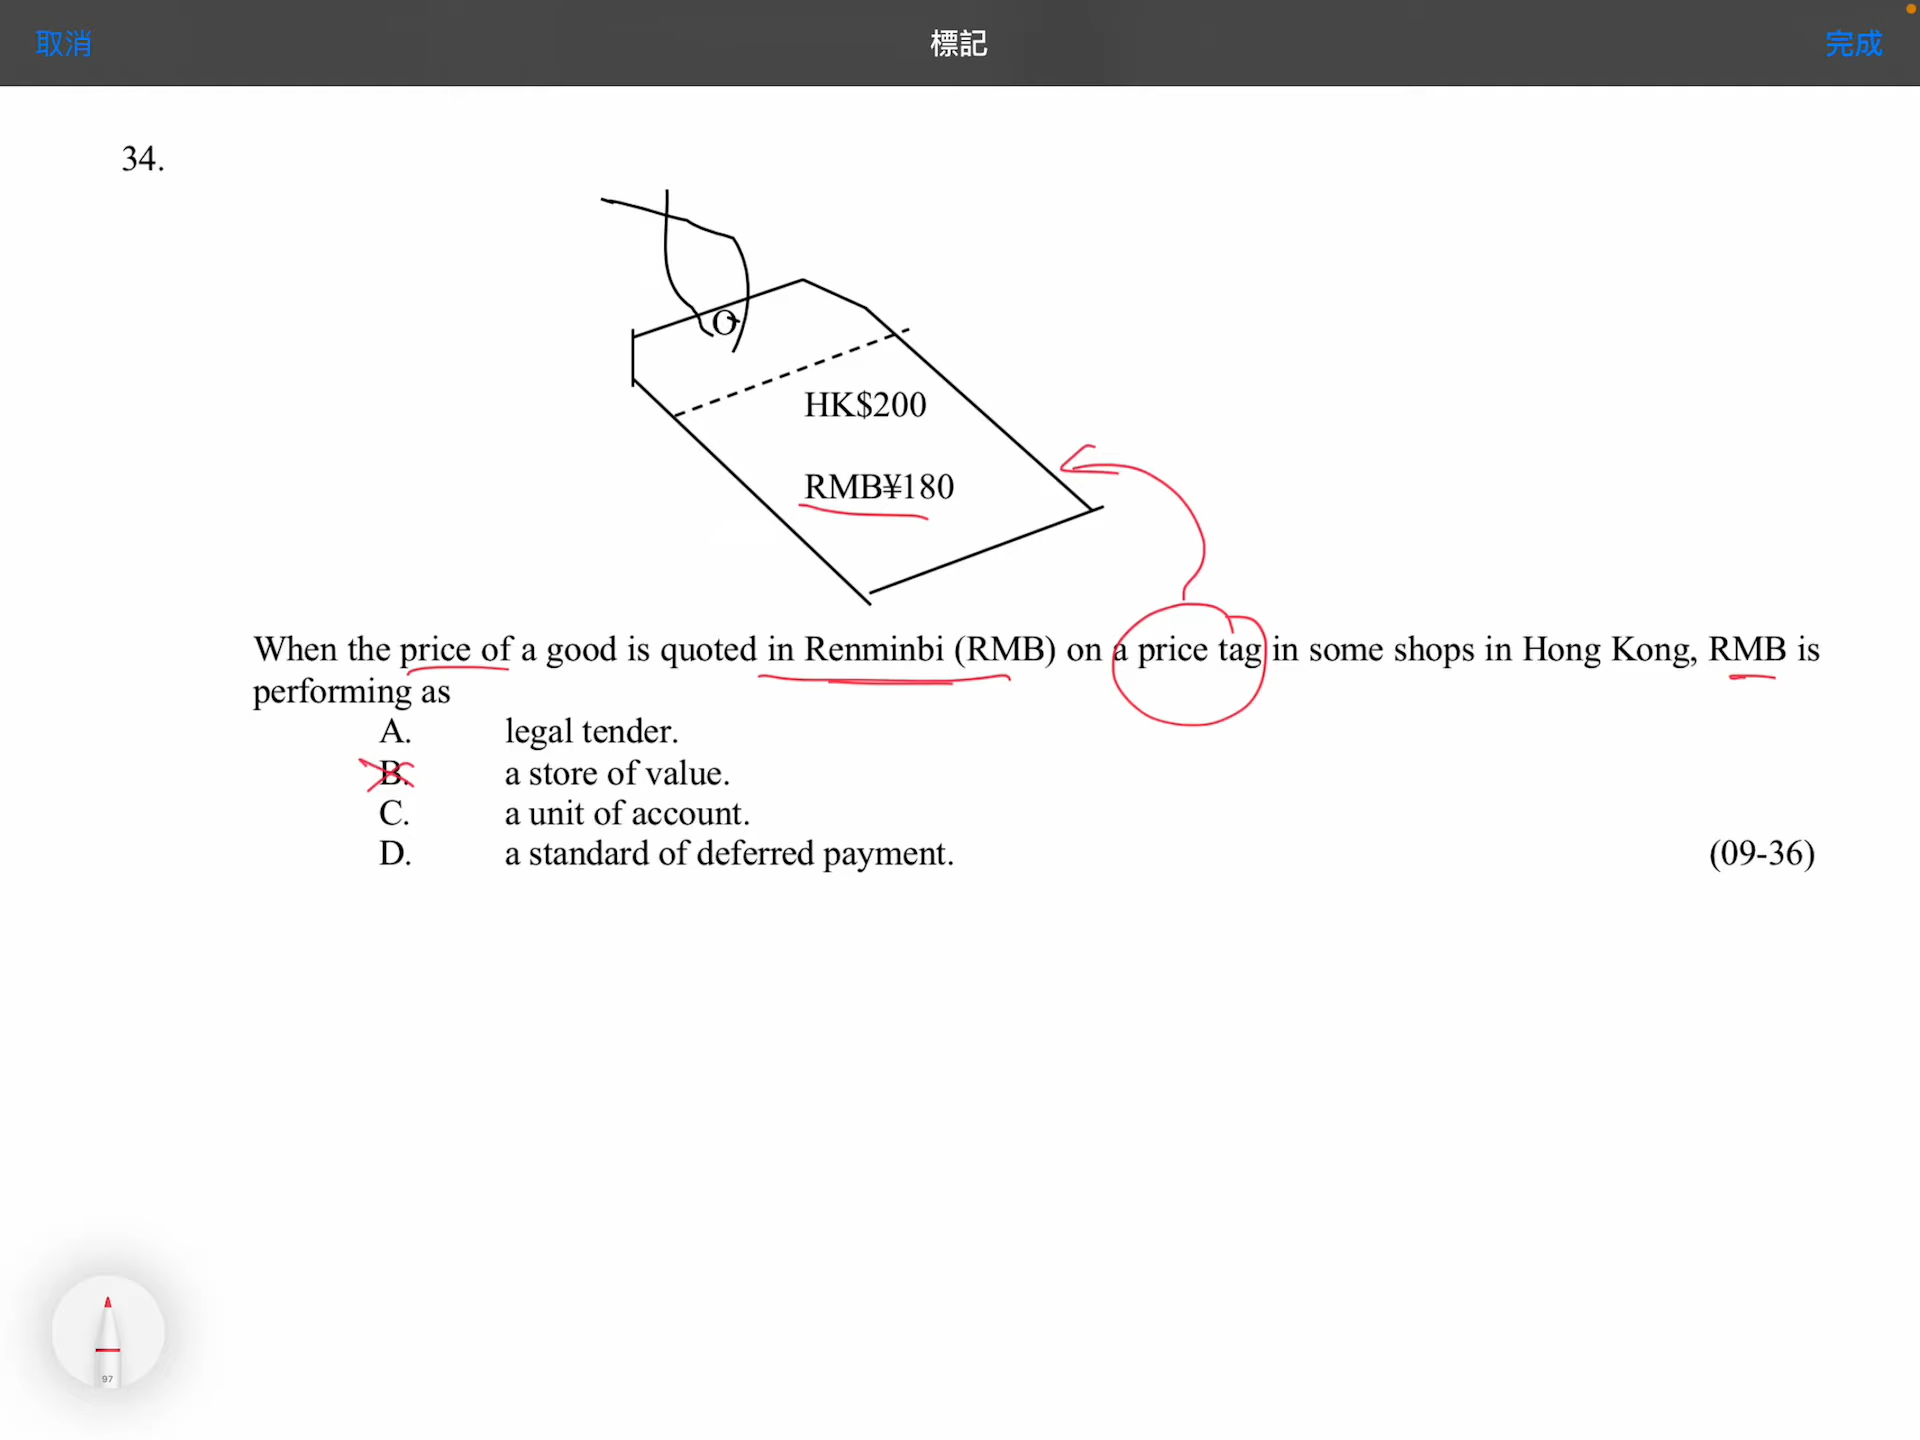 取消 標記 完成
34.
HK$200
RMB¥180
When the price of a good is quoted in Renminbi (RMB) on a price tag in some shops in Hong Kong, RMB is
performing as
A. legal tender.
B. a store of value.
C. a unit of account.
D. a standard of deferred payment. (09-36)
97